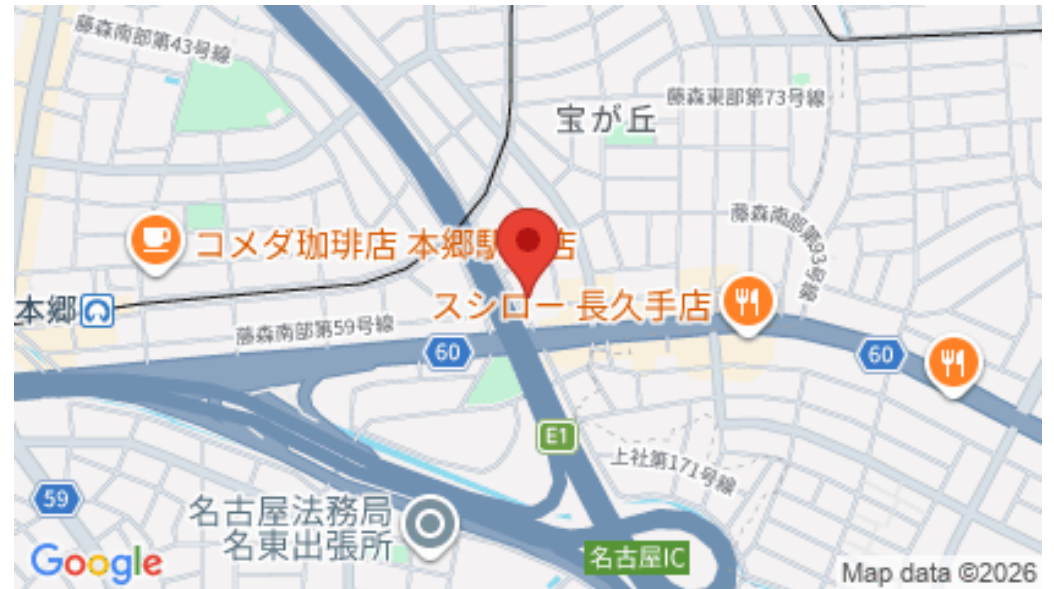 藤森南部第43号線
藤森東部第73号線
宝が丘
藤森南部第93号線
コメダ珈琲店 本郷駅 店
スシロー 長久手店
本郷
藤森南部第59号線
60
60
E1
上社第171号線
59
名古屋法務局
名東出張所
名古屋IC
Google
Map data ©2026